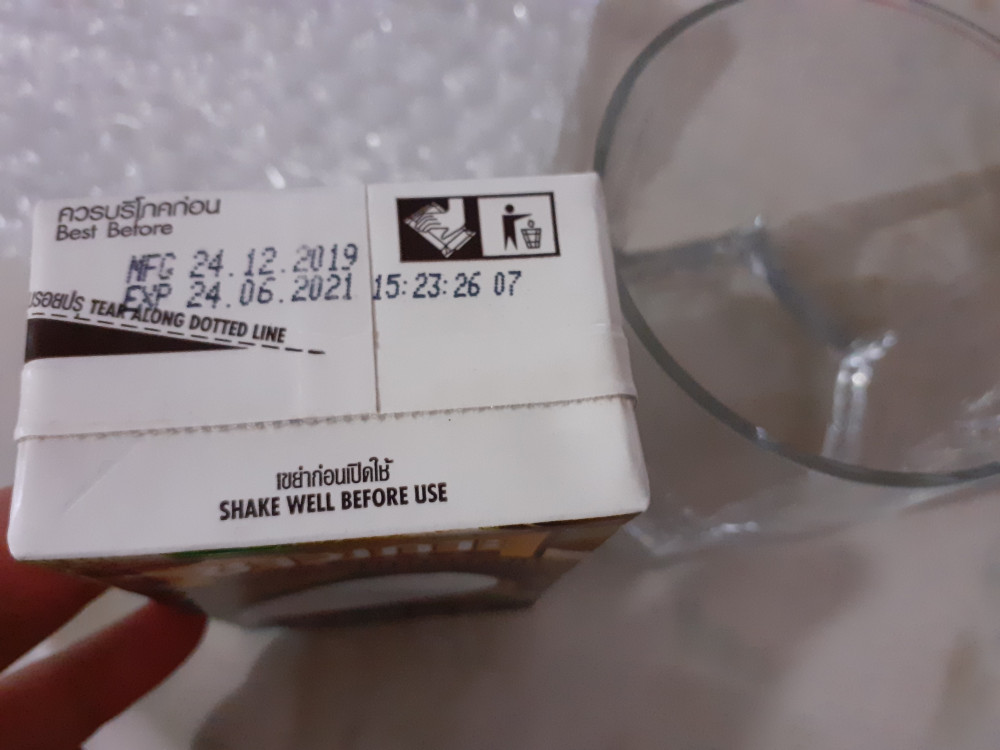 ควรบริโภคก่อน
Best Before
MFG 24.12.2019
EXP 24.06.2021 15:23:26 07
TEAR ALONG DOTTED LINE
เขย่าก่อนเปิดใช้
SHAKE WELL BEFORE USE